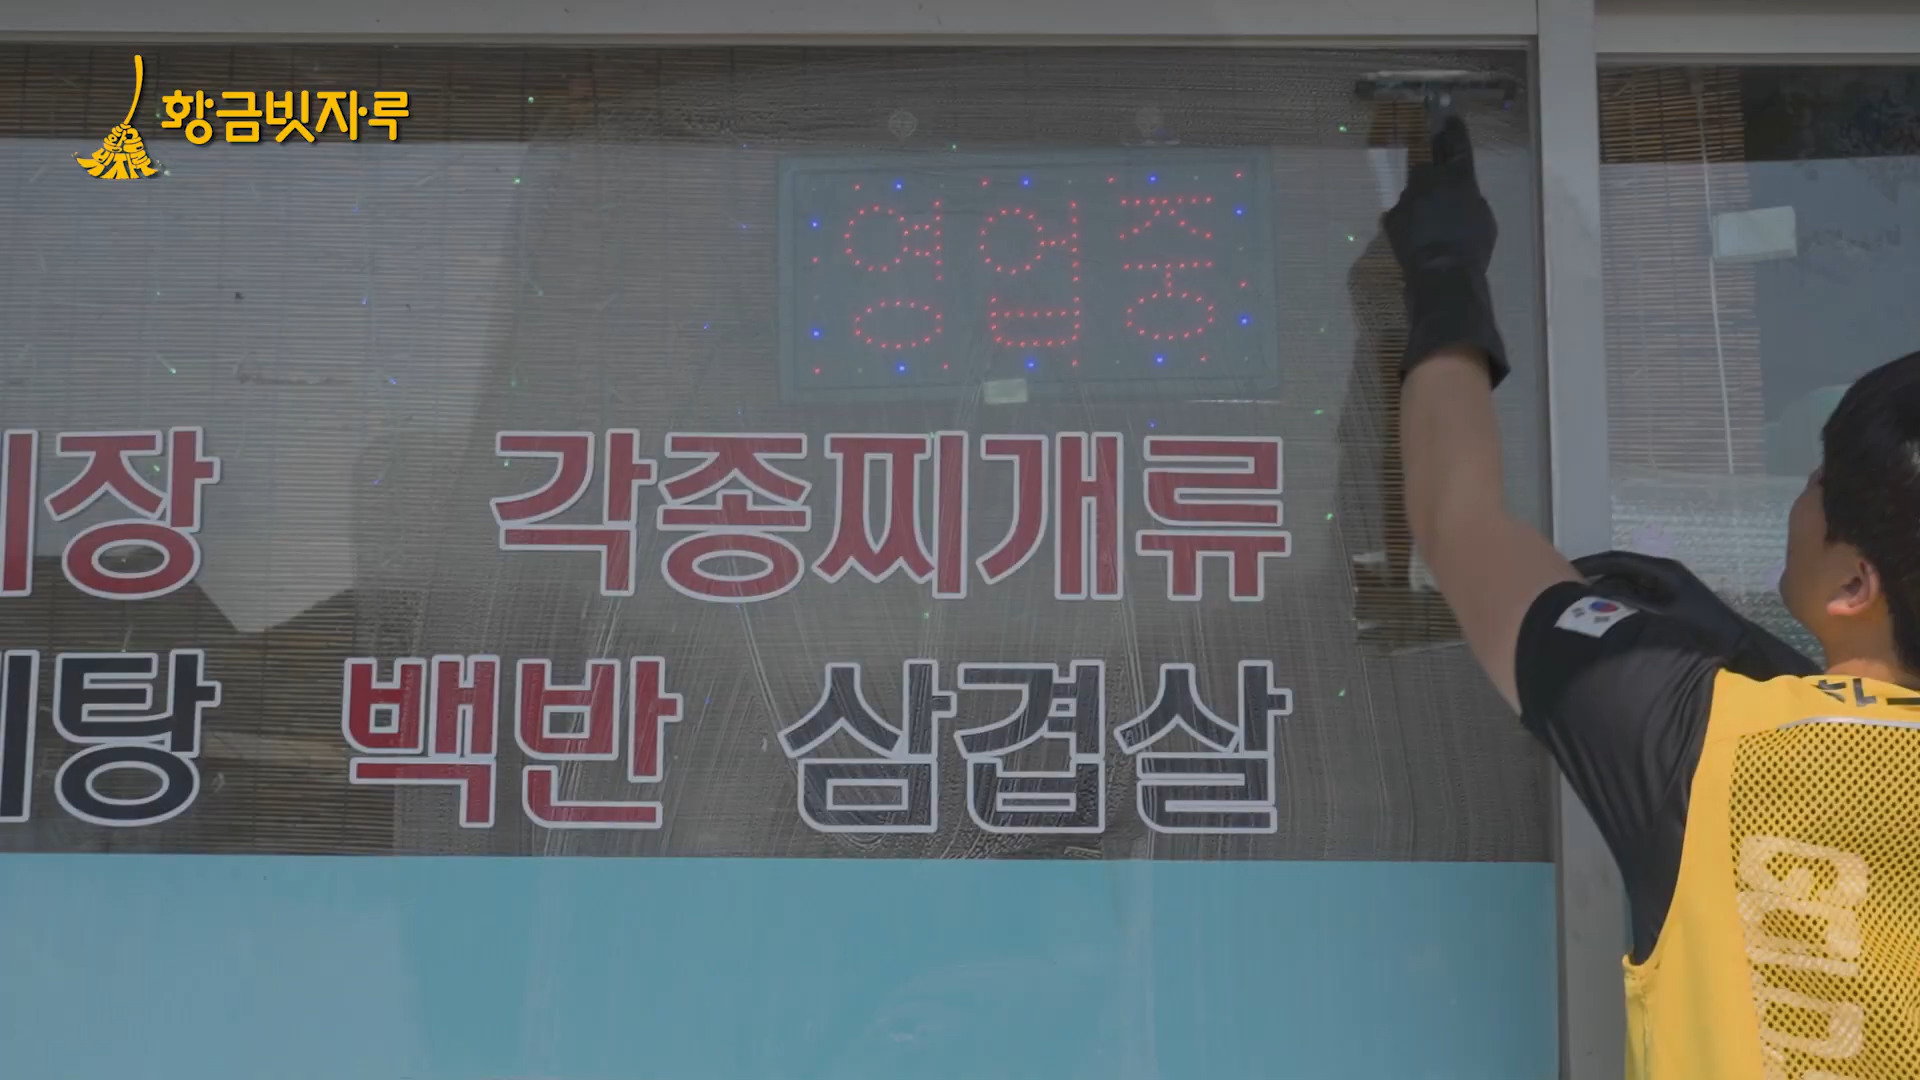 황금빗자루
영업중
장 각종찌개류
탕 백반 삼겹살